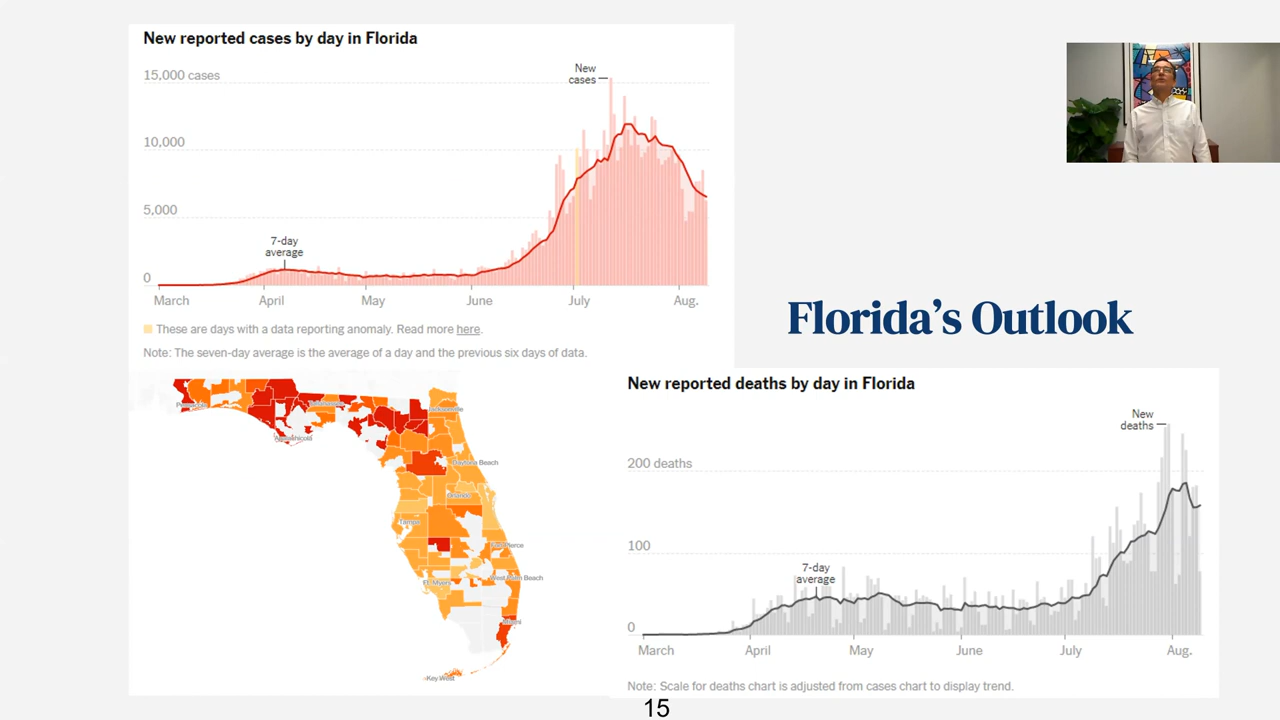 New reported cases by day in Florida
15,000 cases
New
cases
10,000
5,000
7-day
average
0
March April May June July Aug.
These are days with a data reporting anomaly. Read more here.
Note: The seven-day average is the average of a day and the previous six days of data.
Florida's Outlook
Pensacola
Tallahassee
Jacksonville
Apalachicola
Daytona Beach
Orlando
Tampa
Fort Pierce
Ft. Myers
West Palm Beach
Miami
Key West
New reported deaths by day in Florida
New
deaths
200 deaths
100
7-day
average
0
March April May June July Aug.
Note: Scale for deaths chart is adjusted from cases chart to display trend.
15